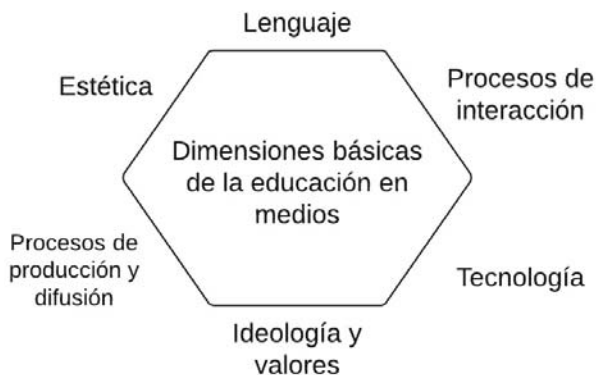 Lenguaje
Estética
Procesos de
interacción
Dimensiones básicas
de la educación en
medios
Procesos de
producción y
difusión
Tecnología
Ideología y
valores